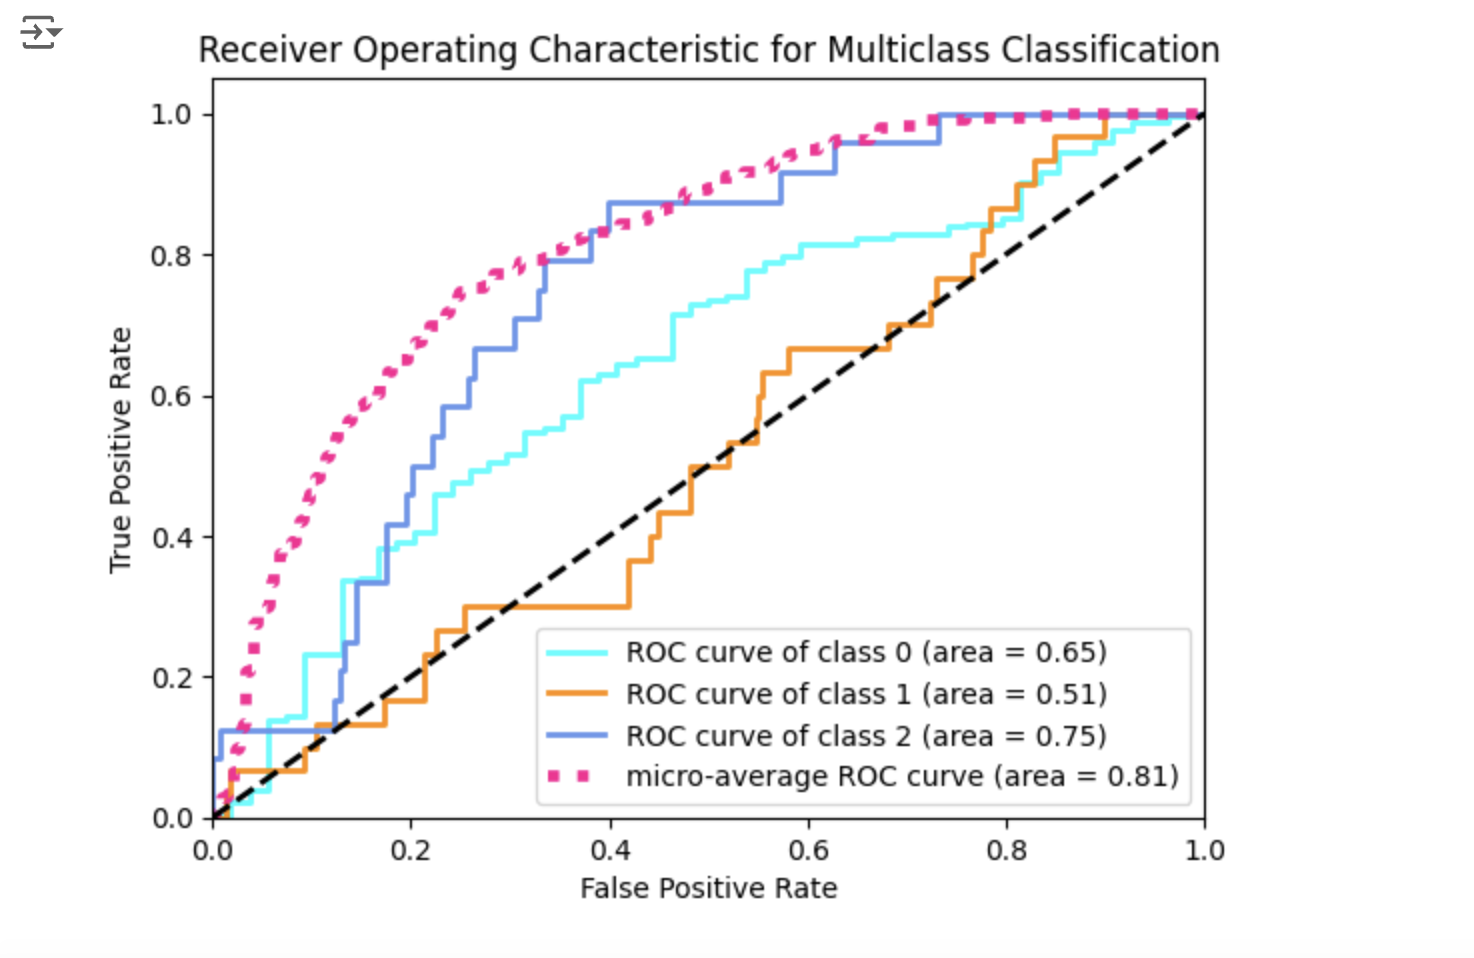 Receiver Operating Characteristic for Multiclass Classification
1.0
0.8
0.6
0.4
0.2
0.0
True Positive Rate
ROC curve of class 0 (area = 0.65)
ROC curve of class 1 (area = 0.51)
ROC curve of class 2 (area = 0.75)
micro-average ROC curve (area = 0.81)
0.0 0.2 0.4 0.6 0.8 1.0
False Positive Rate